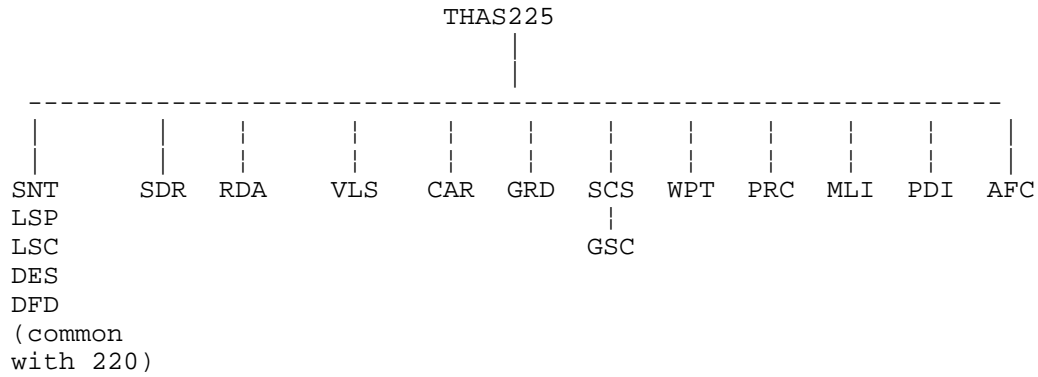 THAS225
SNT SDR RDA VLS CAR GRD SCS WPT PRC MLI PDI AFC
LSP
LSC GSC
DES
DFD
(common
with 220)